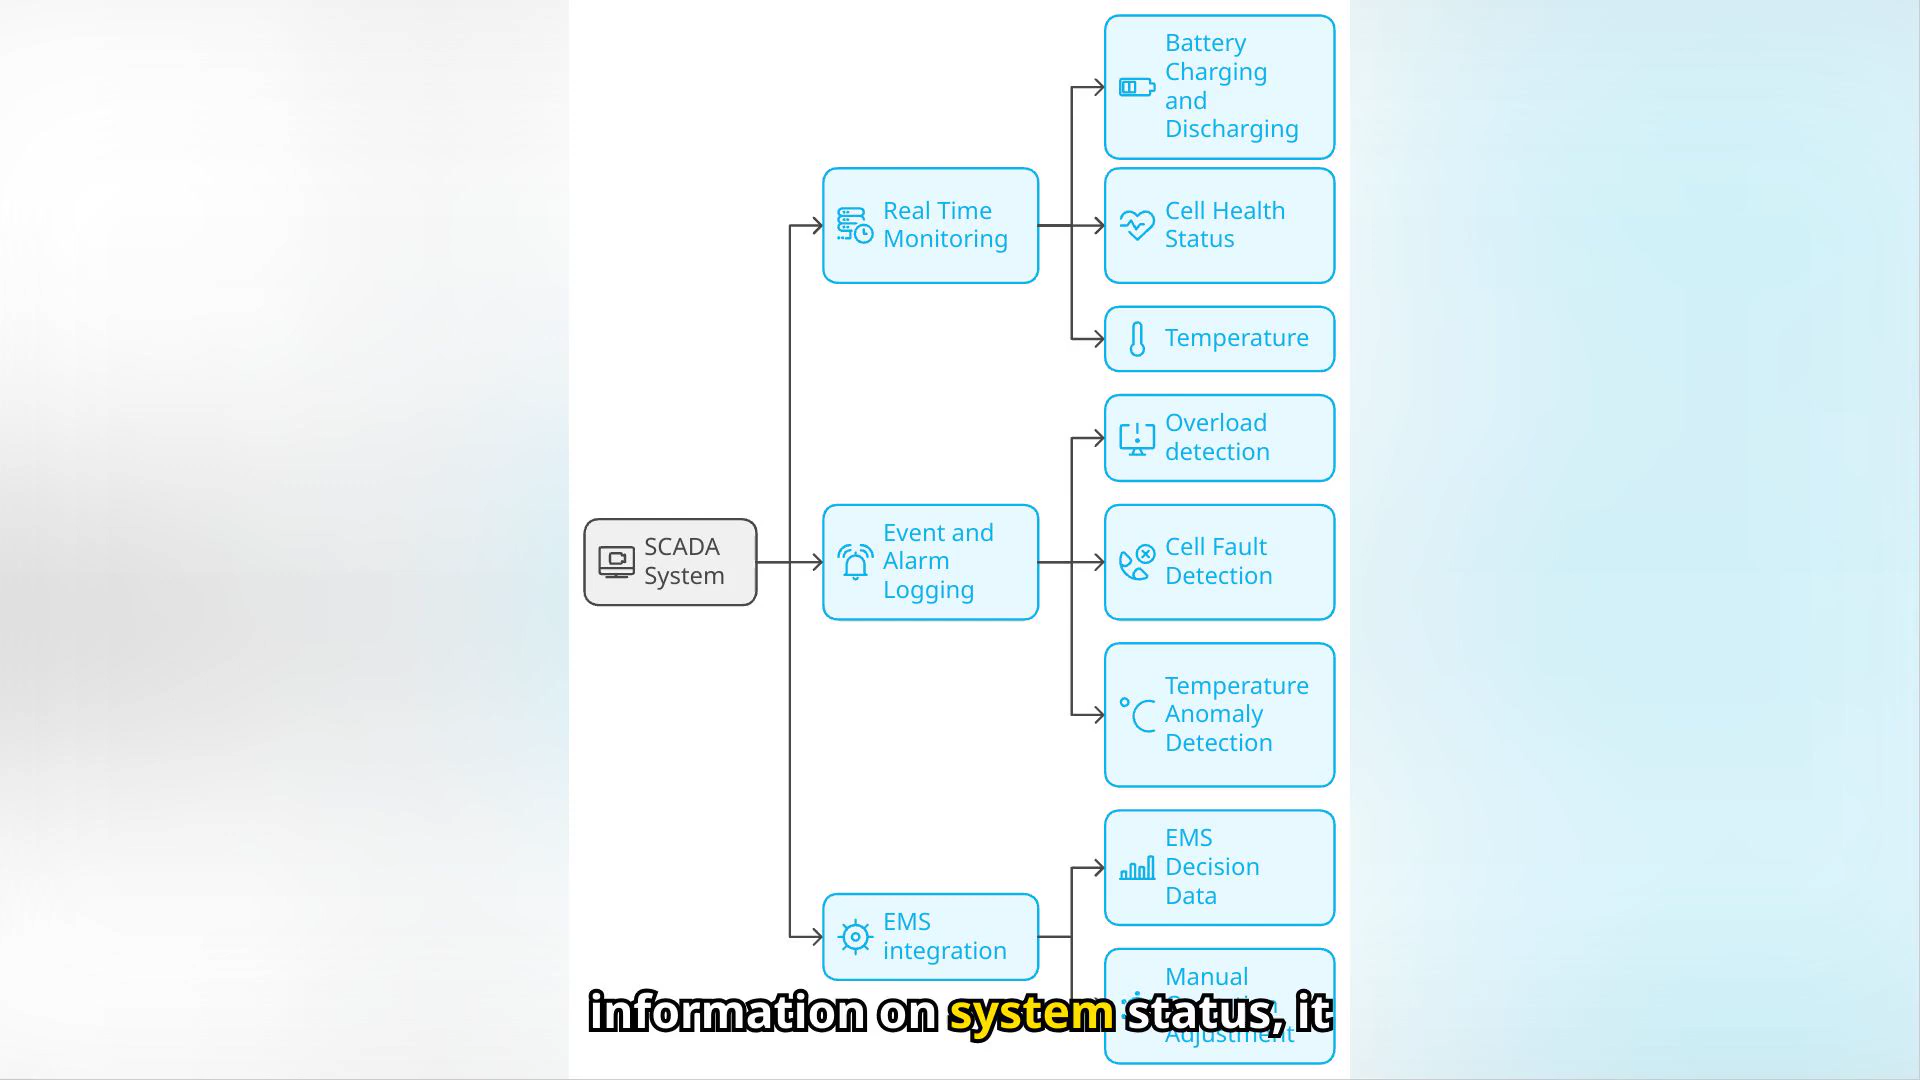 Battery
Charging
and
Discharging
Real Time
Monitoring
Cell Health
Status
Temperature
Overload
detection
SCADA
System
Event and
Alarm
Logging
Cell Fault
Detection
Temperature
Anomaly
Detection
EMS
Decision
Data
EMS
integration
Manual
Adjustment
information on system status, it